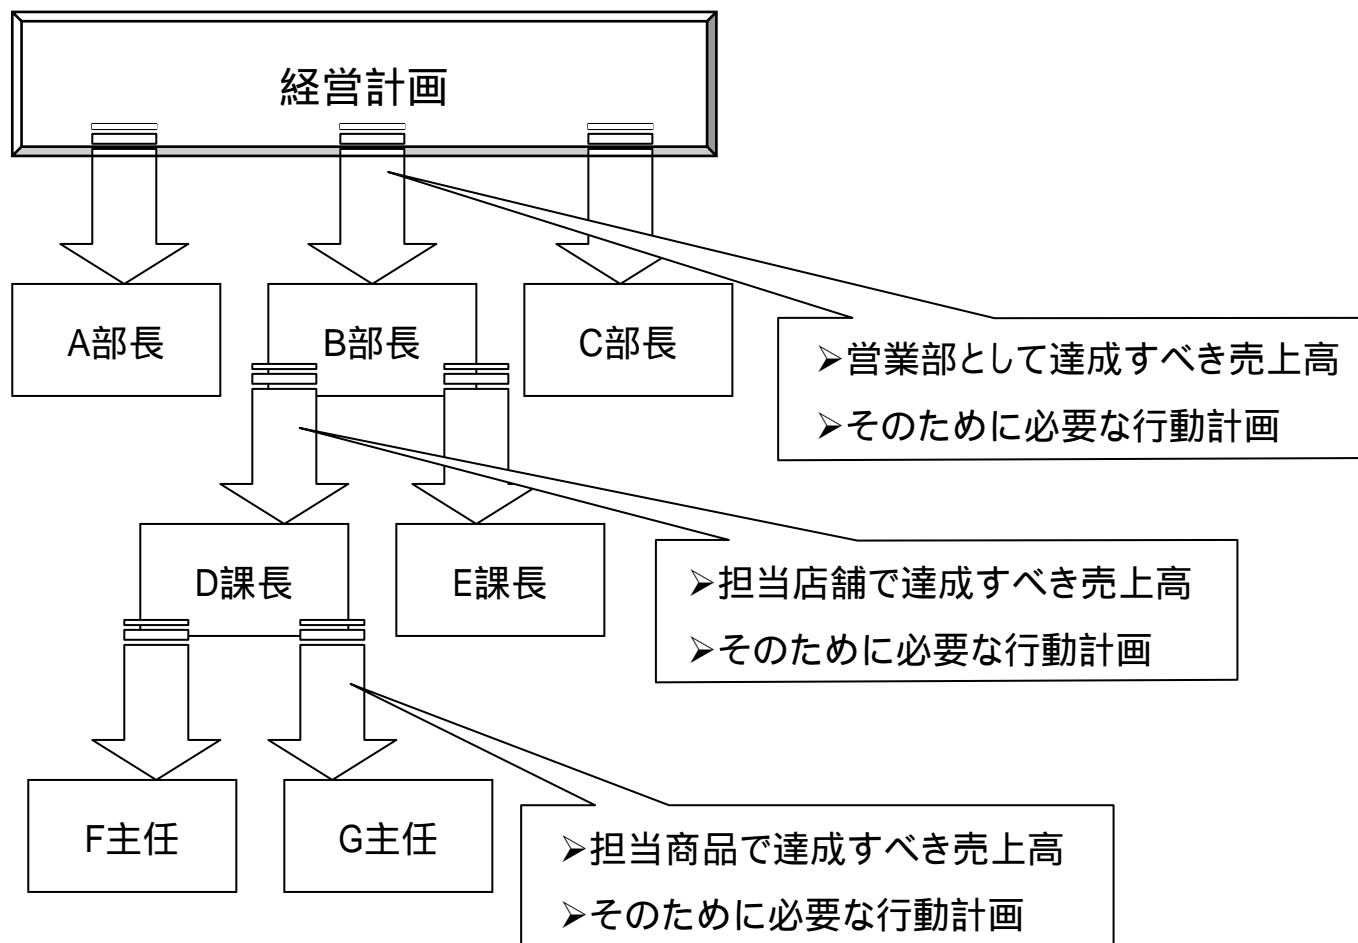 経営計画
A部長
B部長
C部長
➢営業部として達成すべき売上高
➢そのために必要な行動計画
D課長
E課長
➢担当店舗で達成すべき売上高
➢そのために必要な行動計画
F主任
G主任
➢担当商品で達成すべき売上高
➢そのために必要な行動計画